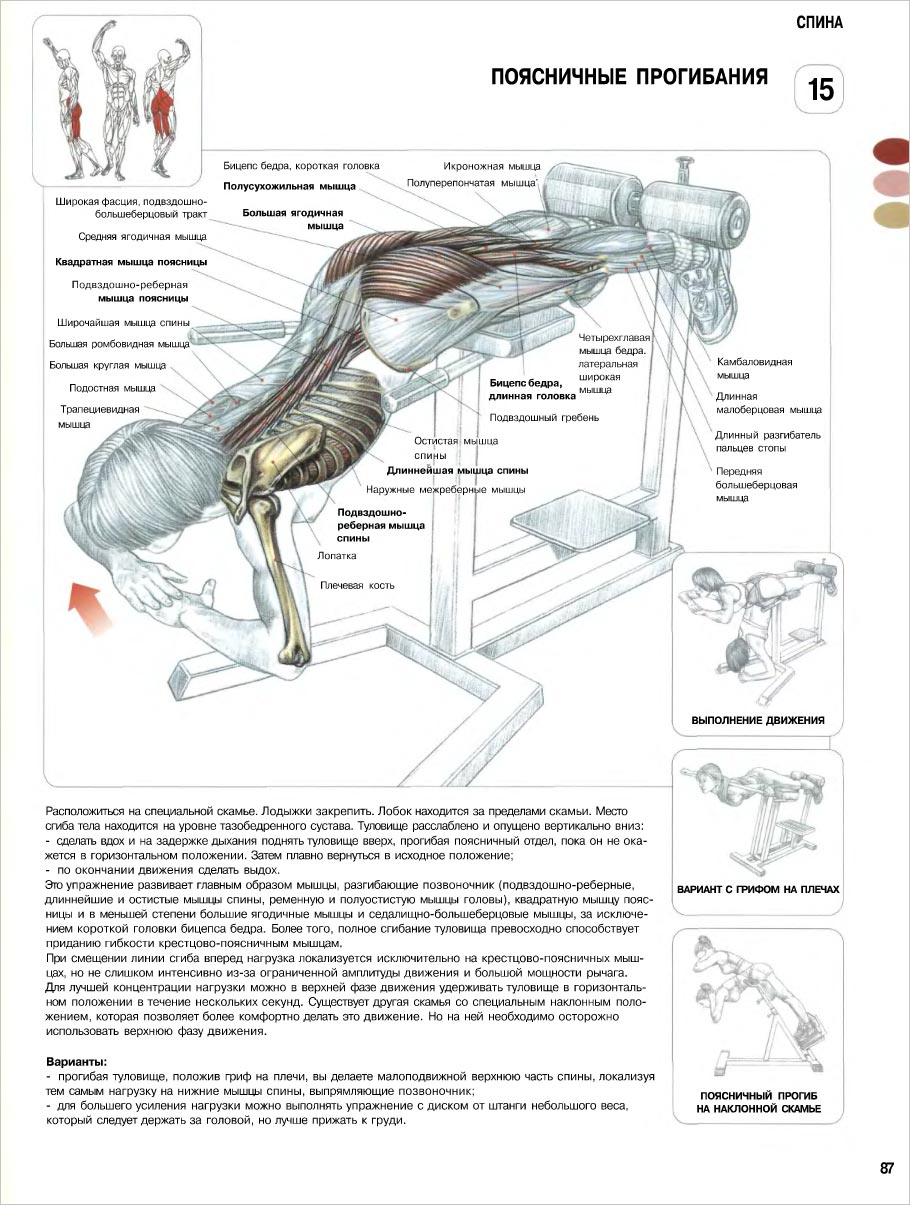 СПИНА
ПОЯСНИЧНЫЕ ПРОГИБАНИЯ
15
Бицепс бедра, короткая головка
Икроножная мышца
Полусухожильная мышца
Полуперепончатая мышца
Широкая фасция, подвздошно-
большеберцовый тракт
Большая ягодичная
мышца
Средняя ягодичная мышца
Квадратная мышца поясницы
Подвздошно-реберная
мышца поясницы
Широчайшая мышца спины
Большая ромбовидная мышца
Большая круглая мышца
Подостная мышца
Трапециевидная
мышца
Четырехглавая
мышца бедра.
латеральная
широкая
мышца
Бицепс бедра,
длинная головка
Подвздошный гребень
Остистая мышца
спины
Длиннейшая мышца спины
Наружные межреберные мышцы
Подвздошно-
реберная мышца
спины
Лопатка
Плечевая кость
Камбаловидная
мышца
Длинная
малоберцовая мышца
Длинный разгибатель
пальцев стопы
Передняя
большеберцовая
мышца
ВЫПОЛНЕНИЕ ДВИЖЕНИЯ
ВАРИАНТ С ГРИФОМ НА ПЛЕЧАХ
ПОЯСНИЧНЫЙ ПРОГИБ
НА НАКЛОННОЙ СКАМЬЕ
Расположиться на специальной скамье. Лодыжки закрепить. Лобок находится за пределами скамьи. Место
сгиба тела находится на уровне тазобедренного сустава. Туловище расслаблено и опущено вертикально вниз:
- сделать вдох и на задержке дыхания поднять туловище вверх, прогибая поясничный отдел, пока он не ока-
жется в горизонтальном положении. Затем плавно вернуться в исходное положение;
- по окончании движения сделать выдох.
Это упражнение развивает главным образом мышцы, разгибающие позвоночник (подвздошно-реберные,
длиннейшие и остистые мышцы спины, ременную и полуостистую мышцы головы), квадратную мышцу пояс-
ницы и в меньшей степени большие ягодичные мышцы и седалищно-большеберцовые мышцы, за исключе-
нием короткой головки бицепса бедра. Более того, полное сгибание туловища превосходно способствует
приданию гибкости крестцово-поясничным мышцам.
При смещении линии сгиба вперед нагрузка локализуется исключительно на крестцово-поясничных мыш-
цах, но не слишком интенсивно из-за ограниченной амплитуды движения и большой мощности рычага.
Для лучшей концентрации нагрузки можно в верхней фазе движения удерживать туловище в горизонталь-
ном положении в течение нескольких секунд. Существует другая скамья со специальным наклонным поло-
жением, которая позволяет более комфортно делать это движение. Но на ней необходимо осторожно
использовать верхнюю фазу движения.
Варианты:
- прогибая туловище, положив гриф на плечи, вы делаете малоподвижной верхнюю часть спины, локализуя
тем самым нагрузку на нижние мышцы спины, выпрямляющие позвоночник;
- для большего усиления нагрузки можно выполнять упражнение с диском от штанги небольшого веса,
который следует держать за головой, но лучше прижать к груди.
87